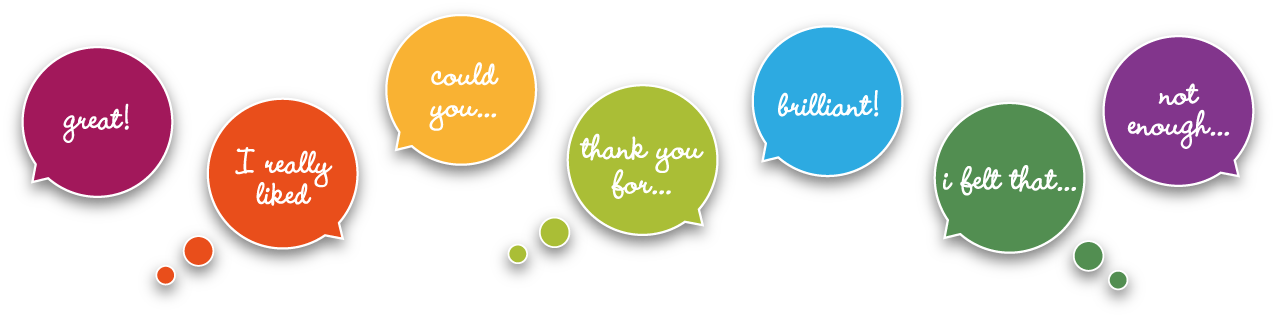 great!
I really
liked
could
you...
thank you
for...
brilliant!
i felt that...
not
enough...